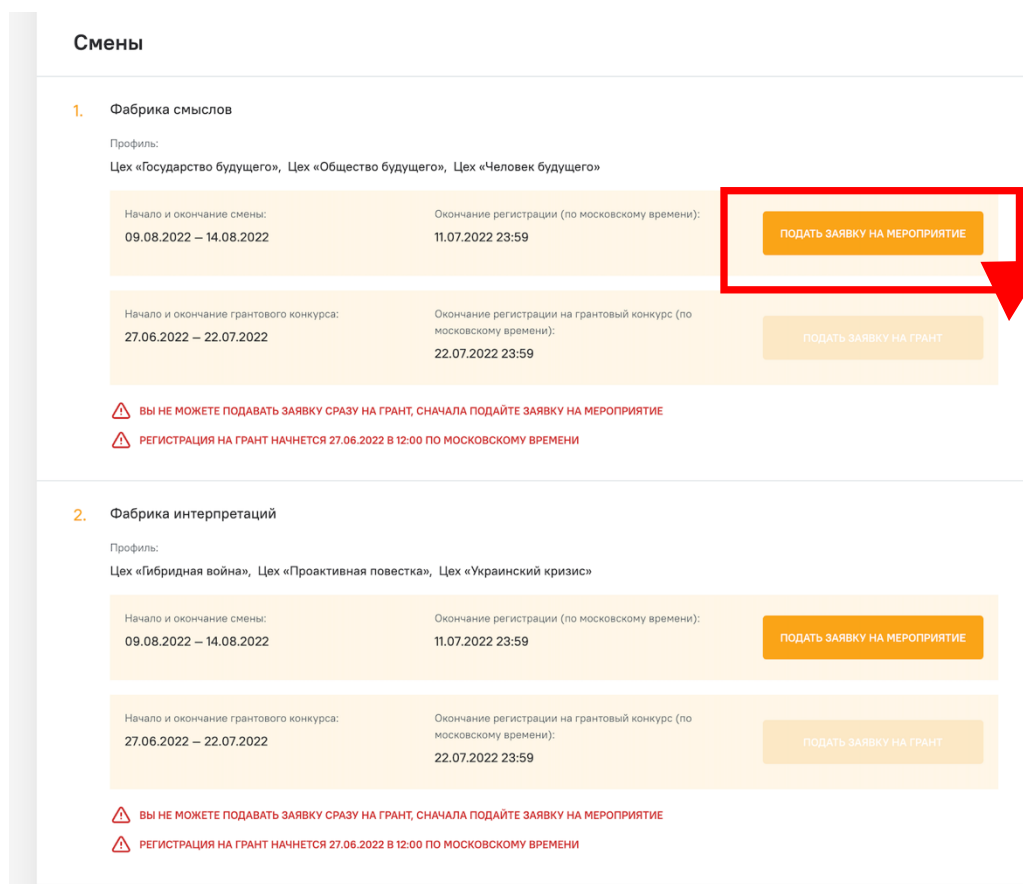 Смены
1. Фабрика смыслов
Профиль:
Цех «Государство будущего», Цех «Общество будущего», Цех «Человек будущего»
Начало и окончание смены:
09.08.2022 – 14.08.2022
Окончание регистрации (по московскому времени):
11.07.2022 23:59
ПОДАТЬ ЗАЯВКУ НА МЕРОПРИЯТИЕ
Начало и окончание грантового конкурса:
27.06.2022 – 22.07.2022
Окончание регистрации на грантовый конкурс (по
московскому времени):
22.07.2022 23:59
ПОДАТЬ ЗАЯВКУ НА ГРАНТ
ВЫ НЕ МОЖЕТЕ ПОДАВАТЬ ЗАЯВКУ СРАЗУ НА ГРАНТ, СНАЧАЛА ПОДАЙТЕ ЗАЯВКУ НА МЕРОПРИЯТИЕ
РЕГИСТРАЦИЯ НА ГРАНТ НАЧНЕТСЯ 27.06.2022 В 12:00 ПО МОСКОВСКОМУ ВРЕМЕНИ
2. Фабрика интерпретаций
Профиль:
Цех «Гибридная война», Цех «Проактивная повестка», Цех «Украинский кризис»
Начало и окончание смены:
09.08.2022 – 14.08.2022
Окончание регистрации (по московскому времени):
11.07.2022 23:59
ПОДАТЬ ЗАЯВКУ НА МЕРОПРИЯТИЕ
Начало и окончание грантового конкурса:
27.06.2022 – 22.07.2022
Окончание регистрации на грантовый конкурс (по
московскому времени):
22.07.2022 23:59
ПОДАТЬ ЗАЯВКУ НА ГРАНТ
ВЫ НЕ МОЖЕТЕ ПОДАВАТЬ ЗАЯВКУ СРАЗУ НА ГРАНТ, СНАЧАЛА ПОДАЙТЕ ЗАЯВКУ НА МЕРОПРИЯТИЕ
РЕГИСТРАЦИЯ НА ГРАНТ НАЧНЕТСЯ 27.06.2022 В 12:00 ПО МОСКОВСКОМУ ВРЕМЕНИ